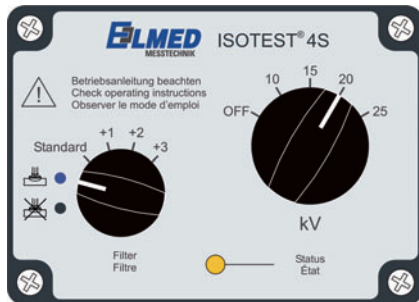 ELMED
MESSTECHNIK
ISOTEST® 4S
Betriebsanleitung beachten
Check operating instructions
Observer le mode d'emploi
Standard
+1
+2
+3
Filter
Filtre
OFF
10
15
20
25
kV
Status
État